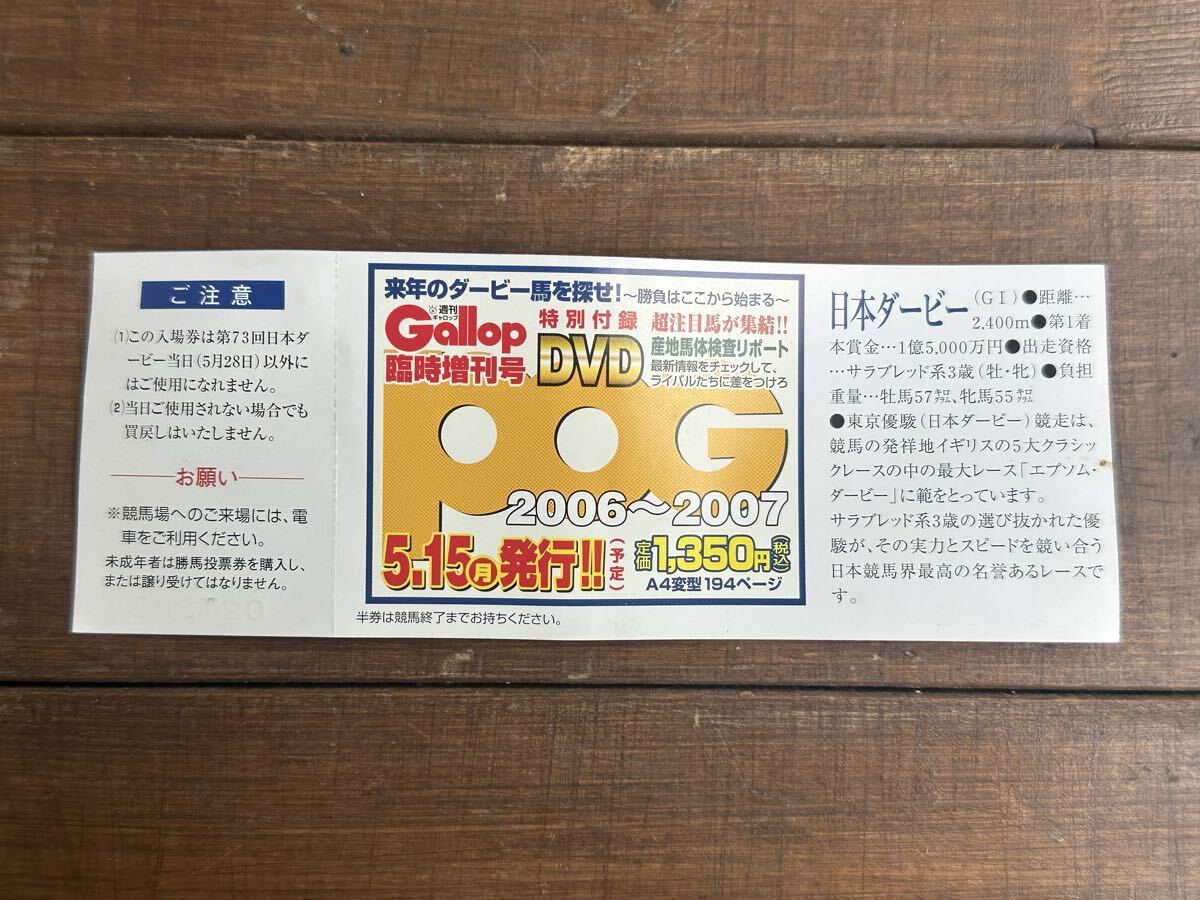 ご注意
(1)この入場券は第73回日本ダ
ービー当日(5月28日)以外に
はご使用になれません。
(2)当日ご使用されない場合でも
買戻しはいたしません。
お願い
※競馬場へのご来場には、電
車をご利用ください。
未成年者は勝馬投票券を購入し、
または譲り受けてはなりません。
来年のダービー馬を探せ!～勝負はここから始まる～
週刊
ギャロップ
Gallop
臨時増刊号
特別付録
DVD
超注目馬が集結!!
産地馬体検査リポート
最新情報をチェックして、
ライバルたちに差をつけろ
POG
2006～2007
5.15月発行!!(予定)
定価1,350円(税込)
A4変型194ページ
半券は競馬終了までお持ちください。
日本ダービー(GI)●距離…
2,400m●第1着
本賞金…1億5,000万円●出走資格
…サラブレッド系3歳(牡・牝)●負担
重量…牡馬57キログラム、牝馬55キログラム
●東京優駿(日本ダービー)競走は、
競馬の発祥地イギリスの5大クラシッ
クレースの中の最大レース「エプソム・
ダービー」に範をとっています。
サラブレッド系3歳の選び抜かれた優
駿が、その実力とスピードを競い合う
日本競馬界最高の名誉あるレースで
す。